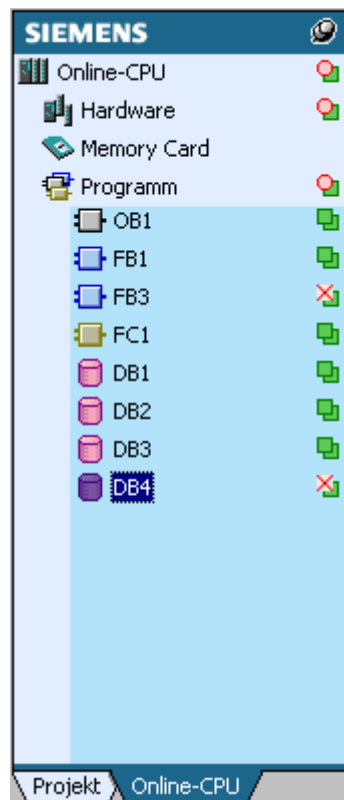 SIEMENS
Online-CPU
Hardware
Memory Card
Programm
OB1
FB1
FB3
FC1
DB1
DB2
DB3
DB4
Projekt Online-CPU